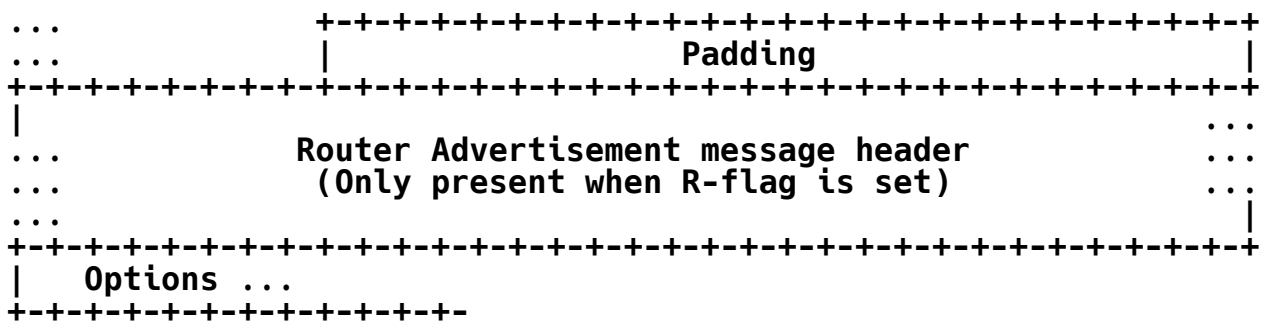 ...             +-+-+-+-+-+-+-+-+-+-+-+-+-+-+-+-+-+-+-+-+-+-+-+-+
...             |                  Padding                      |
+-+-+-+-+-+-+-+-+-+-+-+-+-+-+-+-+-+-+-+-+-+-+-+-+-+-+-+-+-+-+-+-+
|                                                             ...
...            Router Advertisement message header            ...
...             (Only present when R-flag is set)             ...
...                                                             |
+-+-+-+-+-+-+-+-+-+-+-+-+-+-+-+-+-+-+-+-+-+-+-+-+-+-+-+-+-+-+-+-+
|   Options ...
+-+-+-+-+-+-+-+-+-+-+-+-